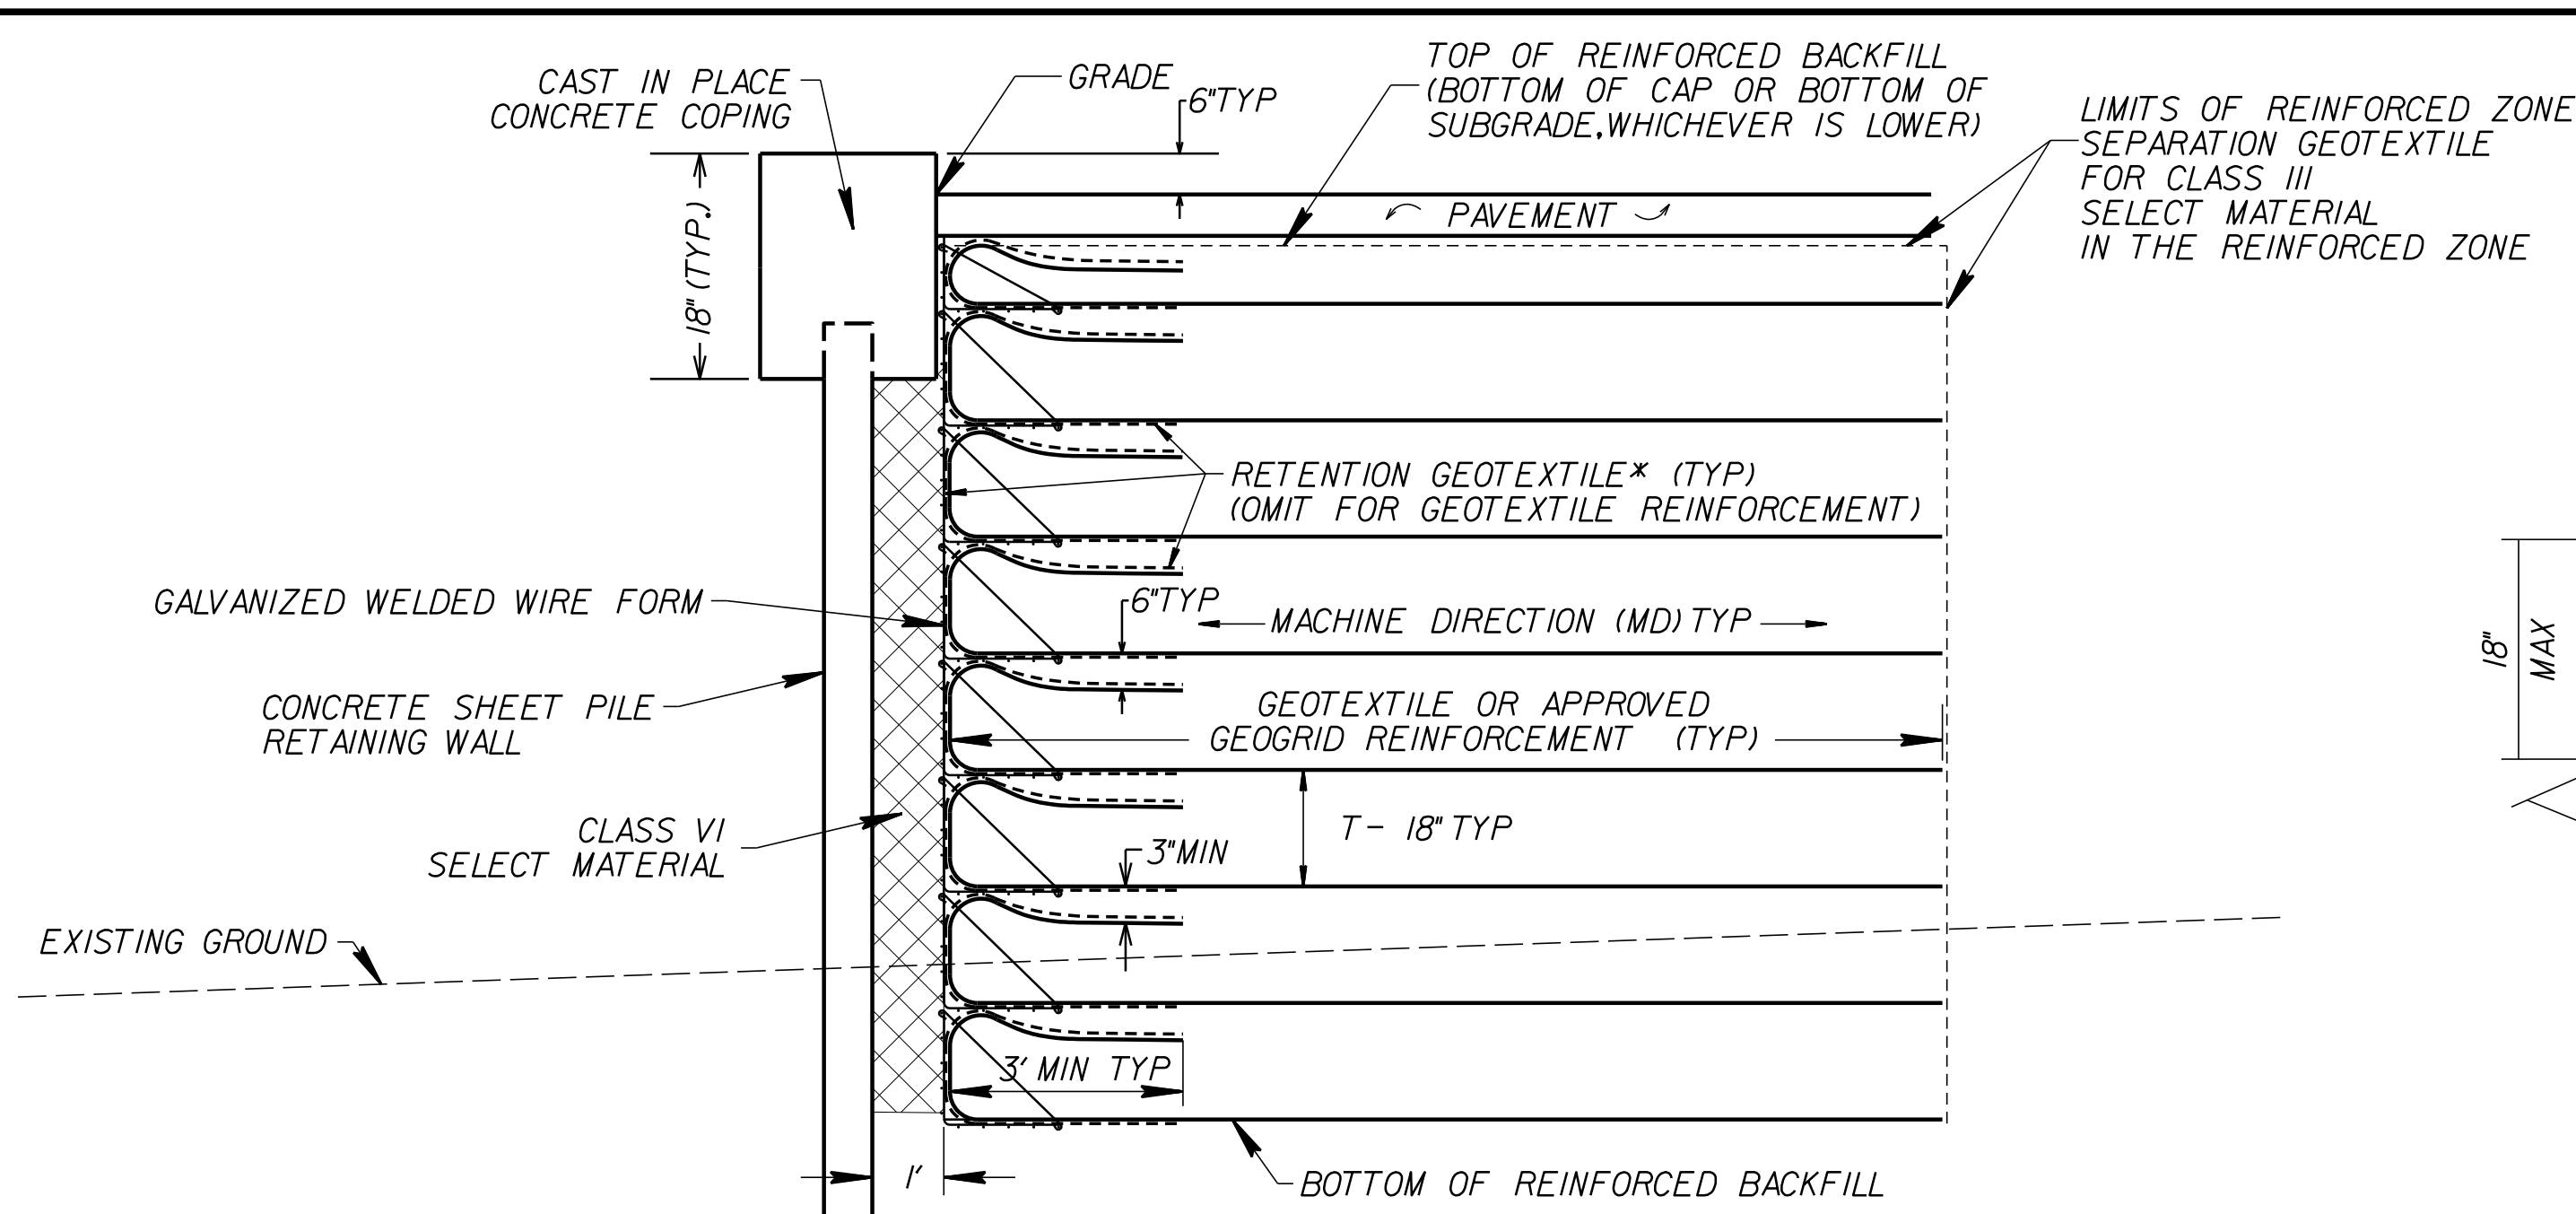 CAST IN PLACE
CONCRETE COPING
GRADE
6"TYP
TOP OF REINFORCED BACKFILL
(BOTTOM OF CAP OR BOTTOM OF
SUBGRADE,WHICHEVER IS LOWER)
LIMITS OF REINFORCED ZONE
SEPARATION GEOTEXTILE
FOR CLASS III
SELECT MATERIAL
IN THE REINFORCED ZONE
18" (TYP.)
PAVEMENT
RETENTION GEOTEXTILE* (TYP)
(OMIT FOR GEOTEXTILE REINFORCEMENT)
GALVANIZED WELDED WIRE FORM
6"TYP
MACHINE DIRECTION (MD) TYP
18"
MAX
CONCRETE SHEET PILE
RETAINING WALL
GEOTEXTILE OR APPROVED
GEOGRID REINFORCEMENT (TYP)
CLASS VI
SELECT MATERIAL
3"MIN
T- 18" TYP
EXISTING GROUND
3' MIN TYP
1'
BOTTOM OF REINFORCED BACKFILL